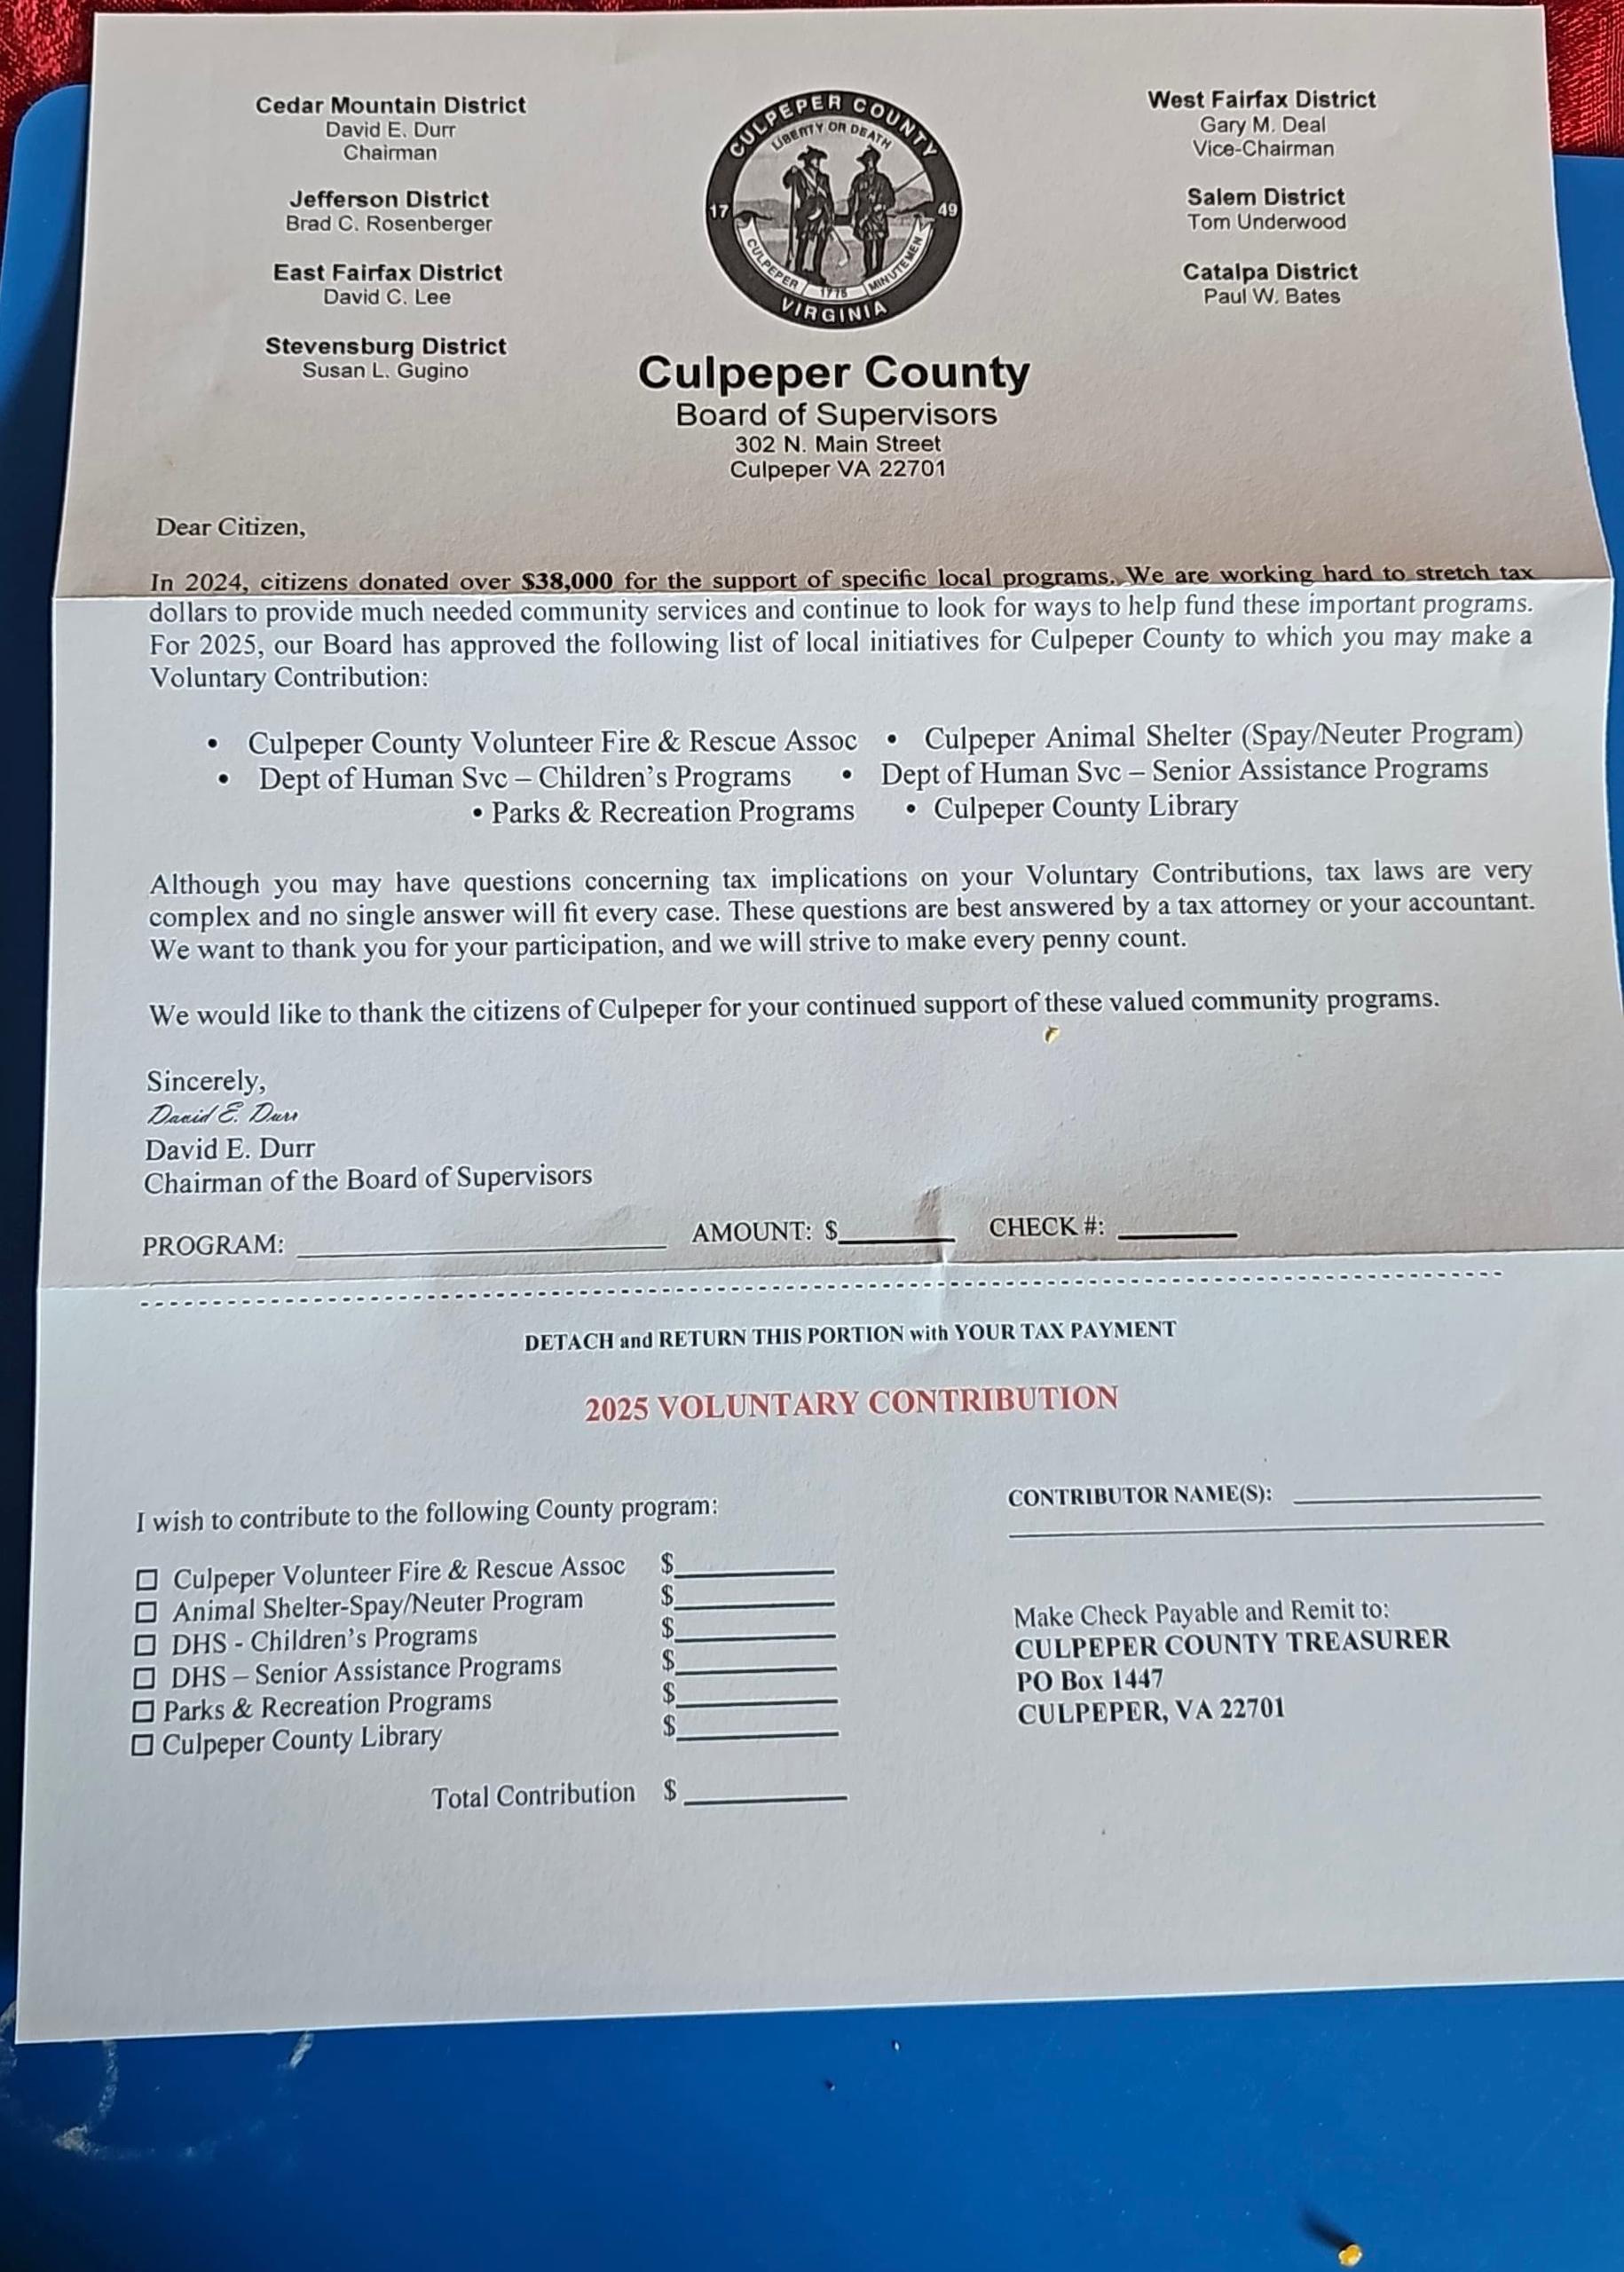 Cedar Mountain District
David E. Durr
Chairman
Jefferson District
Brad C. Rosenberger
East Fairfax District
David C. Lee
Stevensburg District
Susan L. Gugino
CULPEPER COUNTY
LIBERTY OR DEATH
17 49
CULPEPER 1775 MINUTEMEN
VIRGINIA
West Fairfax District
Gary M. Deal
Vice-Chairman
Salem District
Tom Underwood
Catalpa District
Paul W. Bates
Culpeper County
Board of Supervisors
302 N. Main Street
Culpeper VA 22701
Dear Citizen,
In 2024, citizens donated over $38,000 for the support of specific local programs. We are working hard to stretch tax
dollars to provide much needed community services and continue to look for ways to help fund these important programs.
For 2025, our Board has approved the following list of local initiatives for Culpeper County to which you may make a
Voluntary Contribution:
• Culpeper County Volunteer Fire & Rescue Assoc • Culpeper Animal Shelter (Spay/Neuter Program)
• Dept of Human Svc – Children's Programs • Dept of Human Svc – Senior Assistance Programs
• Parks & Recreation Programs • Culpeper County Library
Although you may have questions concerning tax implications on your Voluntary Contributions, tax laws are very
complex and no single answer will fit every case. These questions are best answered by a tax attorney or your accountant.
We want to thank you for your participation, and we will strive to make every penny count.
We would like to thank the citizens of Culpeper for your continued support of these valued community programs.
Sincerely,
David E. Durr
David E. Durr
Chairman of the Board of Supervisors
PROGRAM: ____________ AMOUNT: $________ CHECK #: ________
DETACH and RETURN THIS PORTION with YOUR TAX PAYMENT
2025 VOLUNTARY CONTRIBUTION
I wish to contribute to the following County program:
☐ Culpeper Volunteer Fire & Rescue Assoc $________
☐ Animal Shelter-Spay/Neuter Program $________
☐ DHS - Children's Programs $________
☐ DHS – Senior Assistance Programs $________
☐ Parks & Recreation Programs $________
☐ Culpeper County Library $________
Total Contribution $________
CONTRIBUTOR NAME(S): ____________
Make Check Payable and Remit to:
CULPEPER COUNTY TREASURER
PO Box 1447
CULPEPER, VA 22701